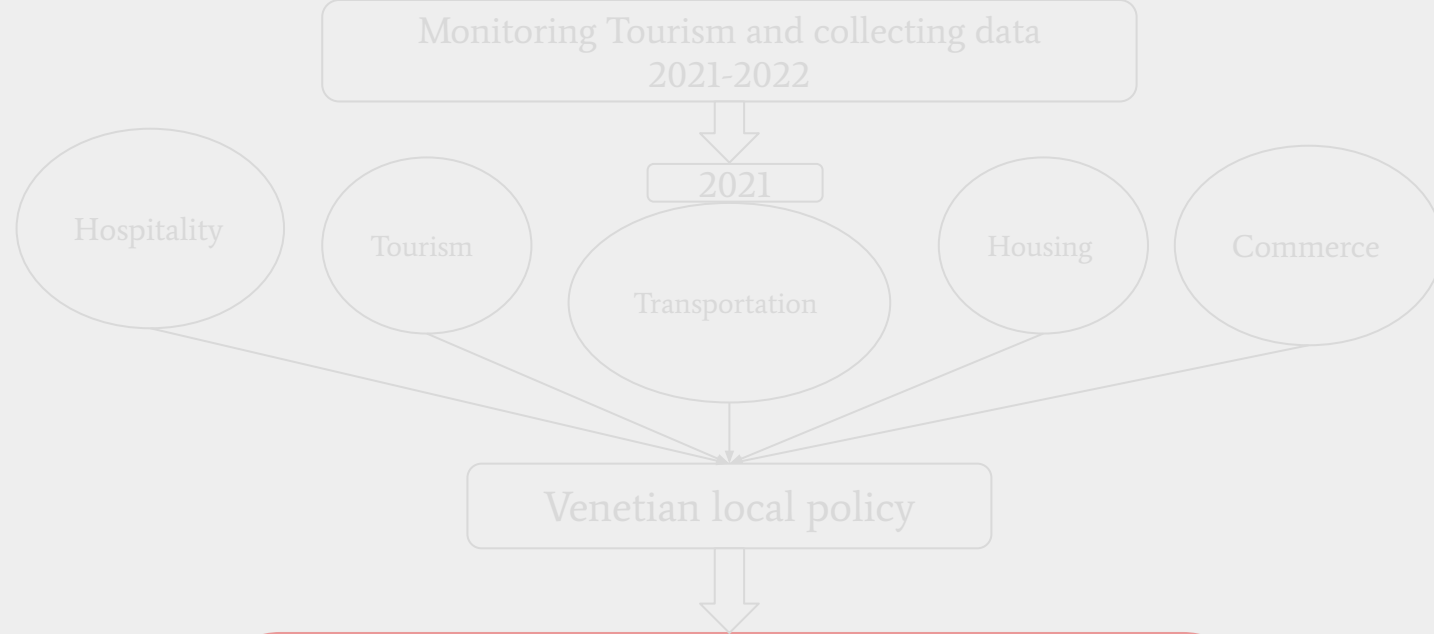 Monitoring Tourism and collecting data
2021-2022
2021
Hospitality
Tourism
Transportation
Housing
Commerce
Venetian local policy